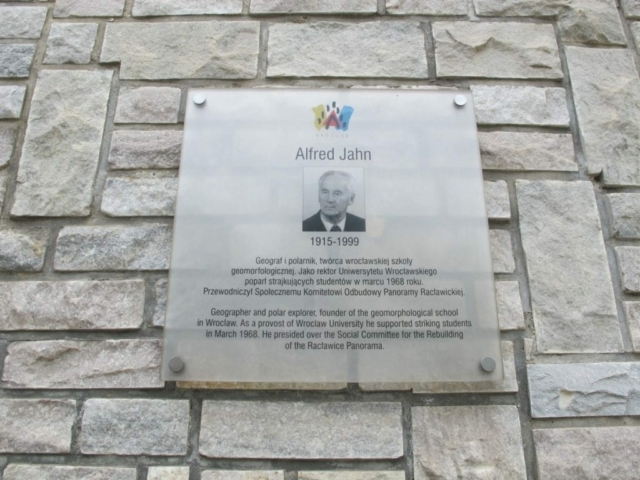 Alfred Jahn
1915-1999
Geograf i polarnik, twórca wrocławskiej szkoły
geomorfologicznej. Jako rektor Uniwersytetu Wrocławskiego
poparł strajkujących studentów w marcu 1968 roku.
Przewodniczył Społecznemu Komitetowi Odbudowy Panoramy Racławickiej.
Geographer and polar explorer, founder of the geomorphological school
in Wrocław. As a provost of Wrocław University he supported striking students
in March 1968. He presided over the Social Committee for the Rebuilding
of the Racławice Panorama.